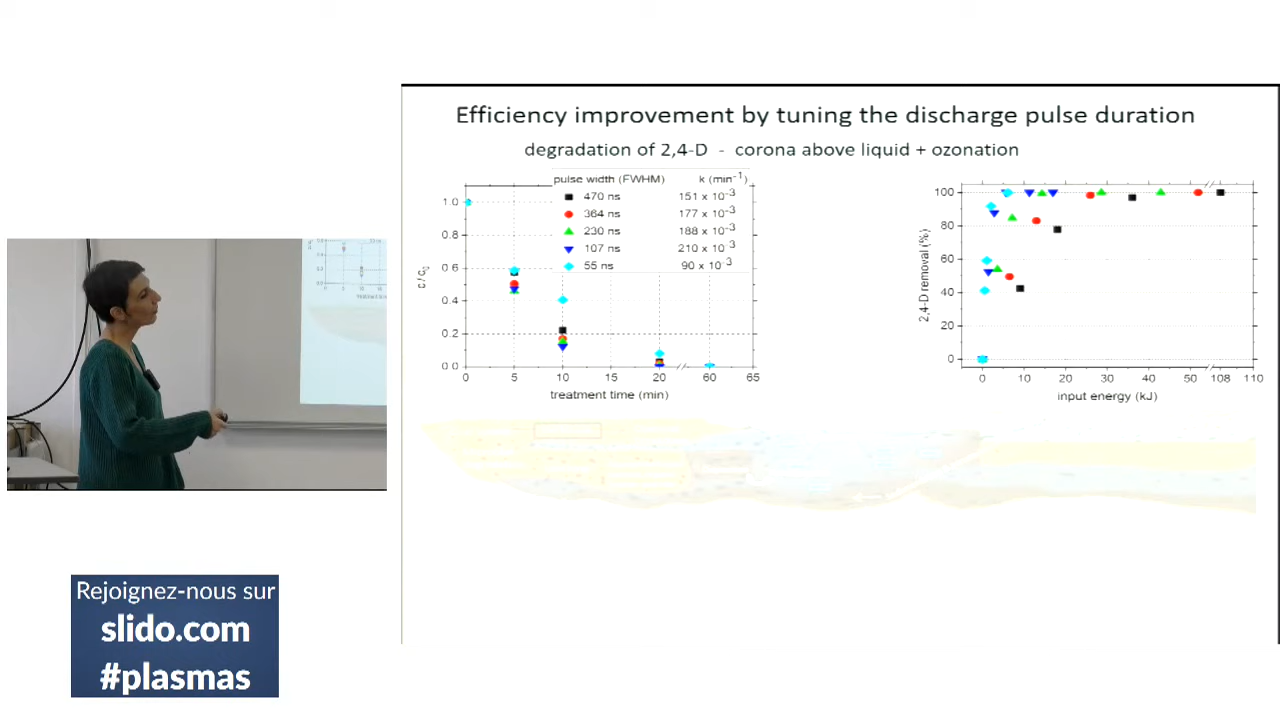 Efficiency improvement by tuning the discharge pulse duration
degradation of 2,4-D - corona above liquid + ozonation
pulse width (FWHM) k (min⁻¹)
470 ns 151 x 10⁻³
364 ns 177 x 10⁻³
230 ns 188 x 10⁻³
107 ns 210 x 10⁻³
55 ns 90 x 10⁻³
c/c₀
1.0
0.8
0.6
0.4
0.2
0.0
0 5 10 15 20 60 65
treatment time (min)
2,4-D removal (%)
100
80
60
40
20
0
0 10 20 30 40 50 108 110
input energy (kJ)
Rejoignez-nous sur
slido.com
#plasmas